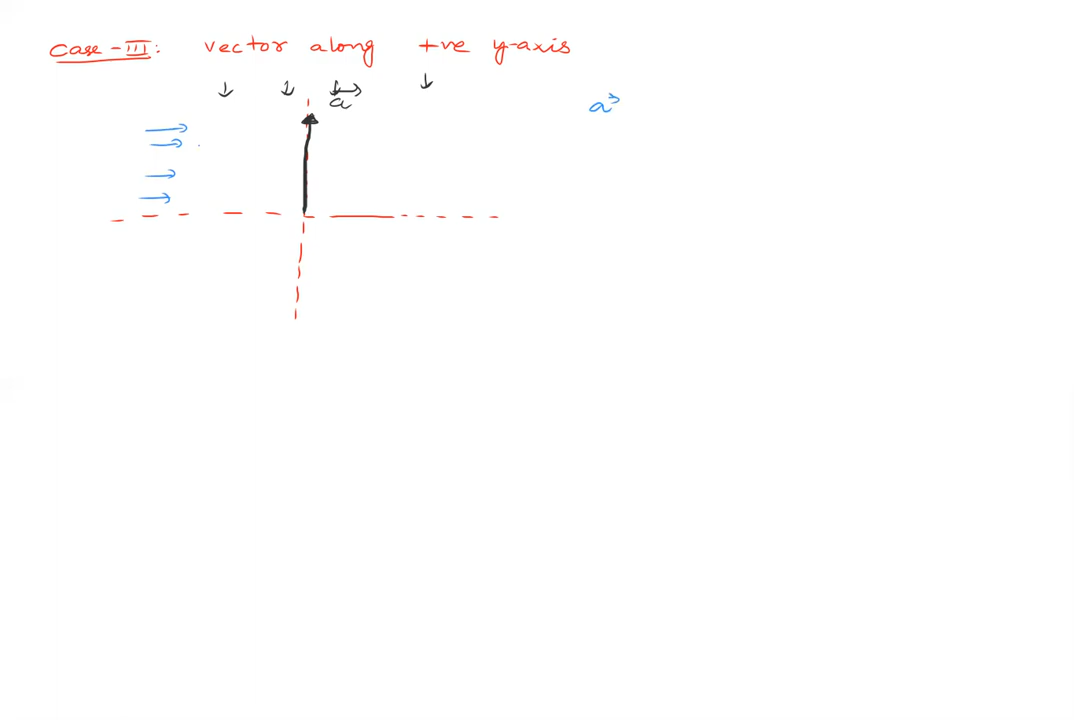 Case - III: vector along +ve y-axis
a⃗
a⃗